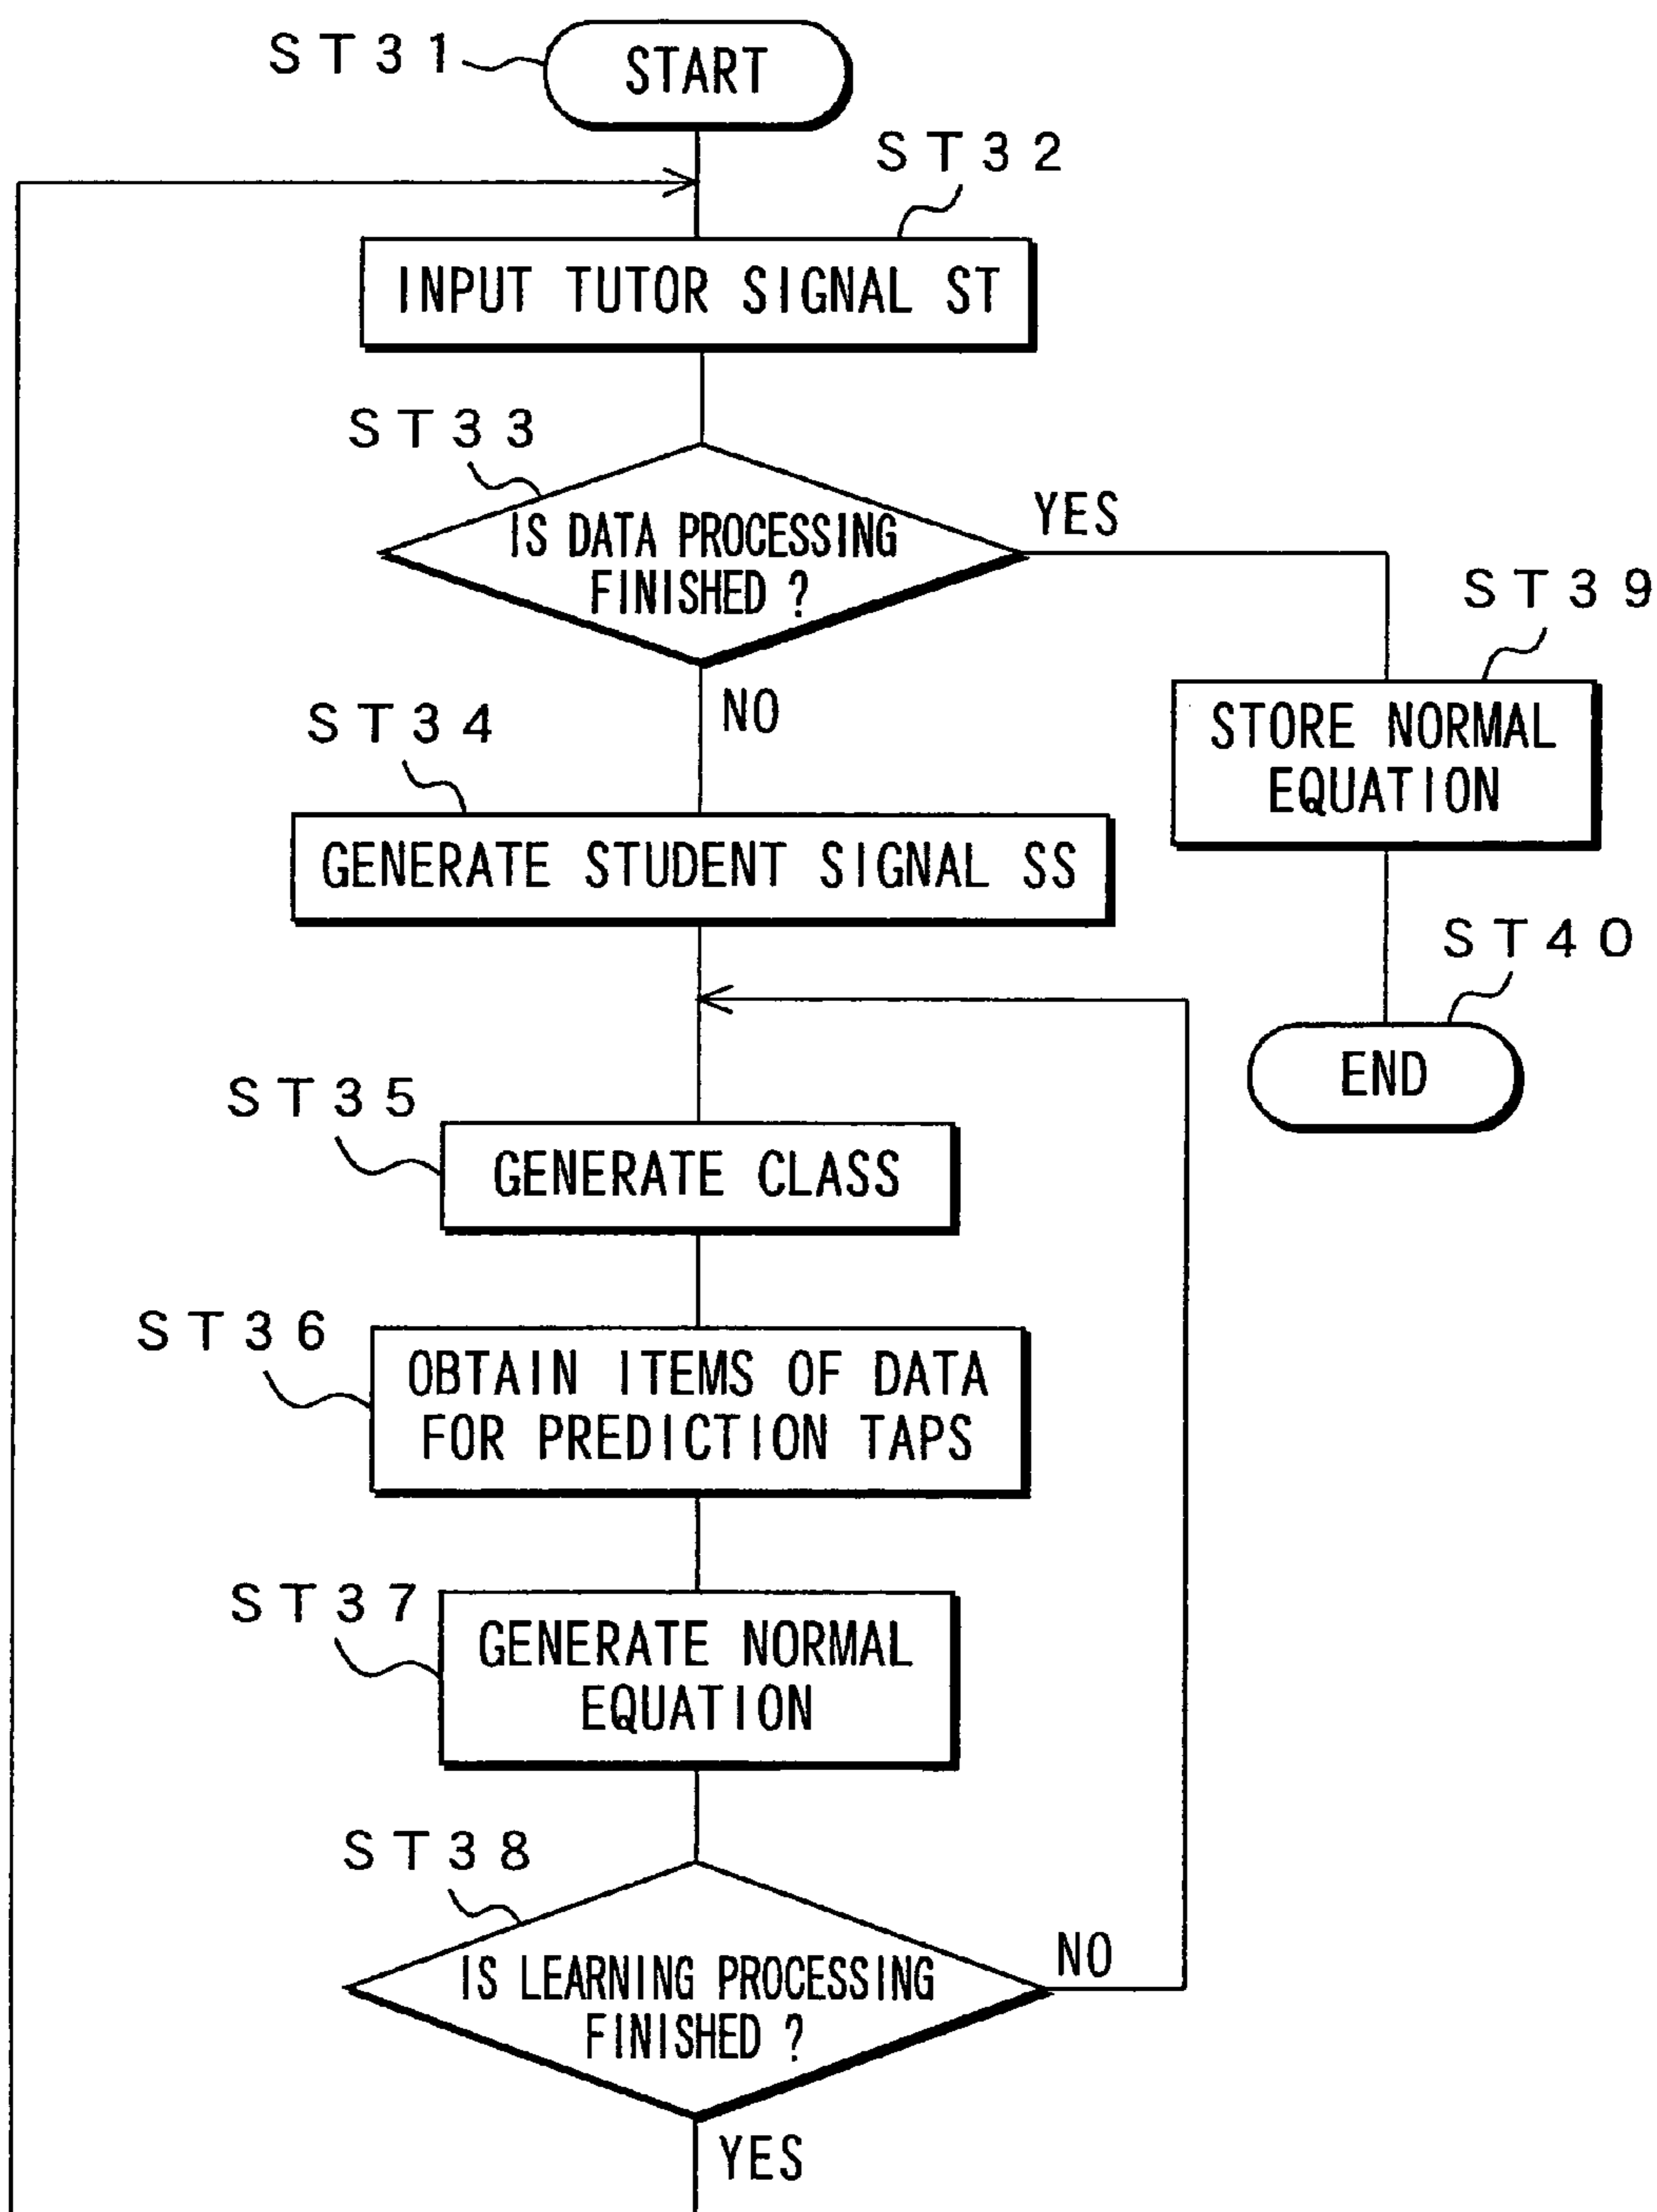 ST31
START
ST32
INPUT TUTOR SIGNAL ST
ST33
IS DATA PROCESSING
FINISHED ?
YES
NO
ST39
STORE NORMAL
EQUATION
ST34
GENERATE STUDENT SIGNAL SS
ST40
END
ST35
GENERATE CLASS
ST36
OBTAIN ITEMS OF DATA
FOR PREDICTION TAPS
ST37
GENERATE NORMAL
EQUATION
ST38
IS LEARNING PROCESSING
FINISHED ?
NO
YES